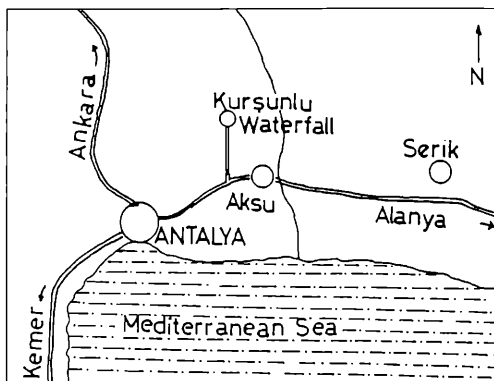 Ankara
Kurşunlu
Waterfall
N
Serik
Aksu
Alanya
ANTALYA
Kemer
Mediterranean Sea